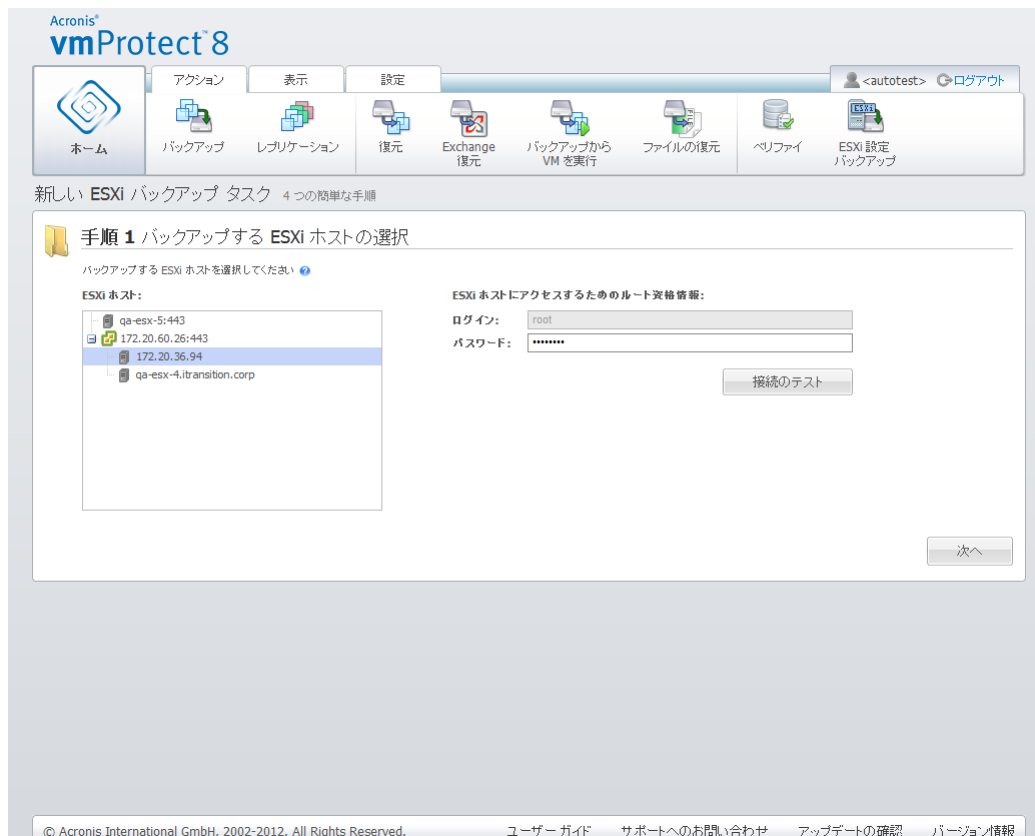 Acronis®
vmProtect™ 8
アクション 表示 設定 <autotest> ログアウト
ホーム
バックアップ
レプリケーション
復元
Exchange
復元
バックアップから
VM を実行
ファイルの復元
ベリファイ
ESXi
ESXi 設定
バックアップ
新しい ESXi バックアップ タスク 4 つの簡単な手順
手順 1 バックアップする ESXi ホストの選択
バックアップする ESXi ホストを選択してください ?
ESXi ホスト:
qa-esx-5:443
172.20.60.26:443
172.20.36.94
qa-esx-4.itransition.corp
ESXi ホストにアクセスするためのルート資格情報:
ログイン: root
パスワード: ••••••••
接続のテスト
次へ
© Acronis International GmbH, 2002-2012. All Rights Reserved. ユーザー ガイド サポートへのお問い合わせ アップデートの確認 バージョン情報